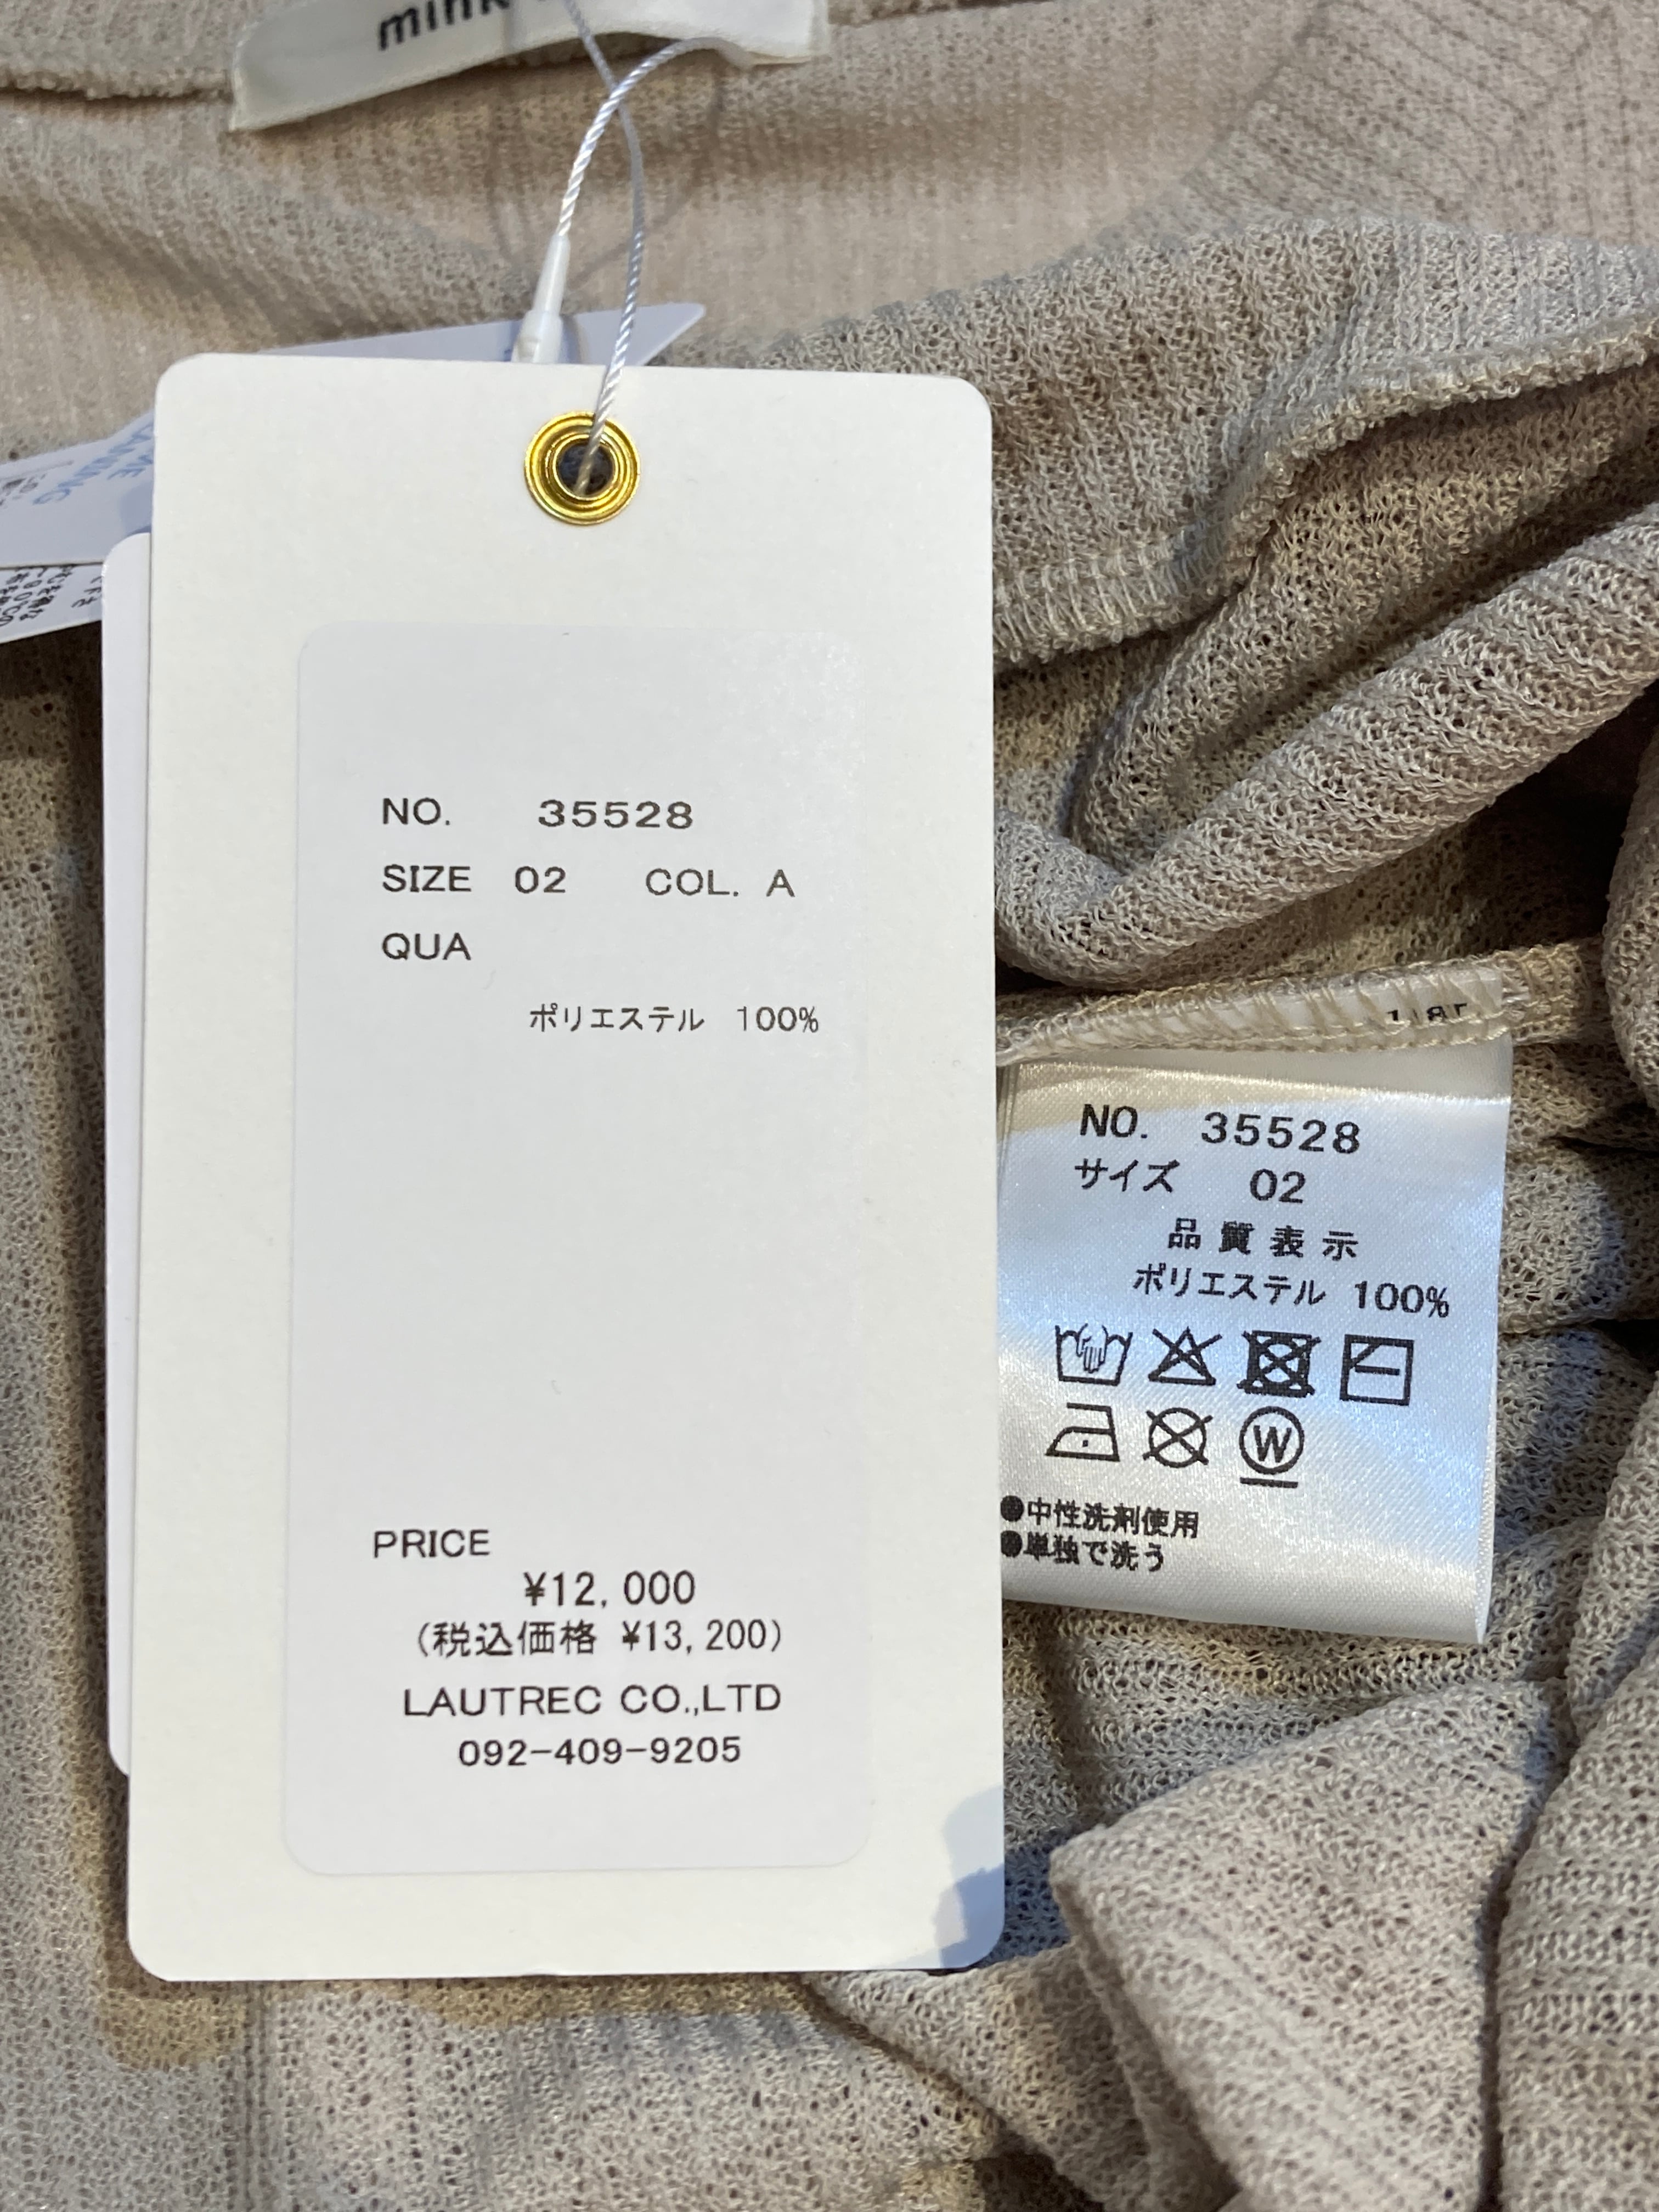 NO. 35528
SIZE 02 COL. A
QUA
ポリエステル 100%
PRICE
¥12,000
(税込価格 ¥13,200)
LAUTREC CO.,LTD
092-409-9205
NO. 35528
サイズ 02
品質表示
ポリエステル 100%
W
●中性洗剤使用
●単独で洗う